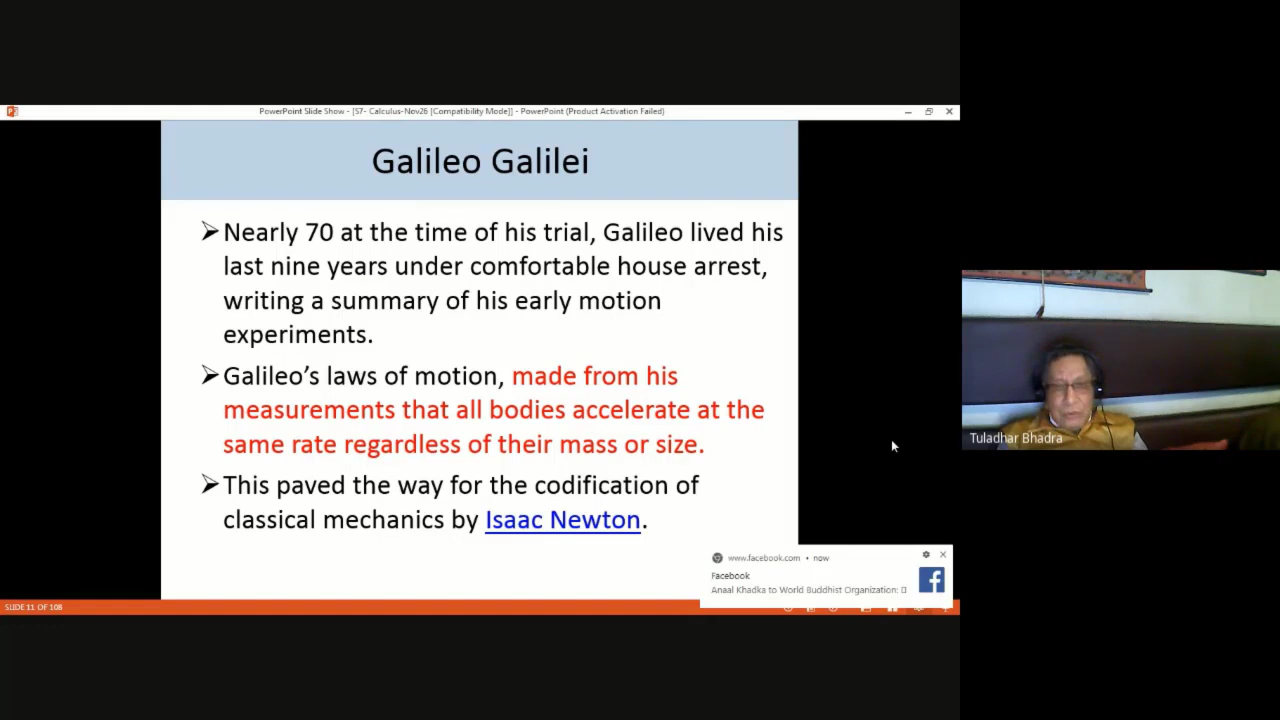 PowerPoint Slide Show - [S7- Calculus-Nov26 [Compatibility Mode]] - PowerPoint (Product Activation Failed)
Galileo Galilei
➢Nearly 70 at the time of his trial, Galileo lived his
last nine years under comfortable house arrest,
writing a summary of his early motion
experiments.
➢Galileo’s laws of motion, made from his
measurements that all bodies accelerate at the
same rate regardless of their mass or size.
➢This paved the way for the codification of
classical mechanics by Isaac Newton.
Tuladhar Bhadra
www.facebook.com • now
Facebook
Anaal Khadka to World Buddhist Organization:
SLIDE 11 OF 108